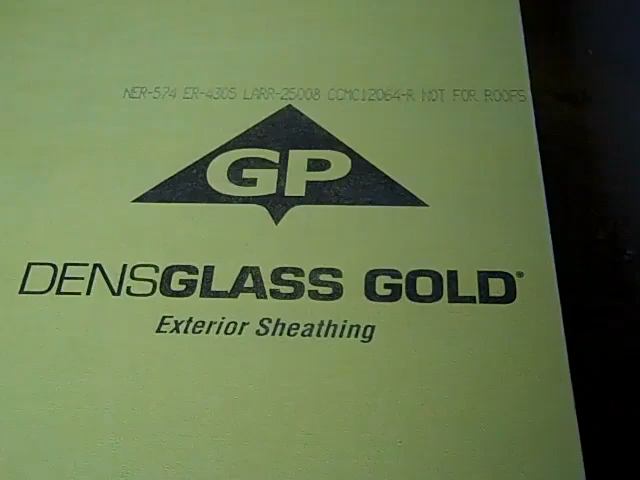 NER-574 ER-4305 LARR-25008 CCMC12064-R NOT FOR ROOFS
GP
DENSGLASS GOLD®
Exterior Sheathing